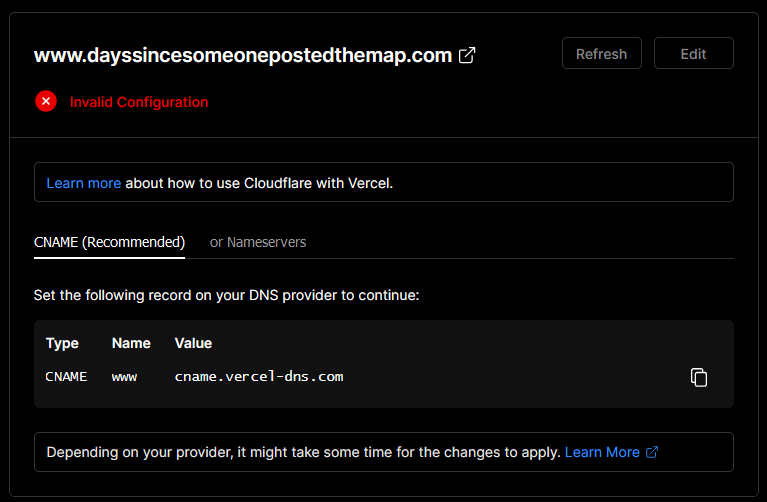 www.dayssincesomeonepostedthemap.com
Refresh
Edit
Invalid Configuration
Learn more about how to use Cloudflare with Vercel.
CNAME (Recommended)
or Nameservers
Set the following record on your DNS provider to continue:
Type Name Value
CNAME www cname.vercel-dns.com
Depending on your provider, it might take some time for the changes to apply. Learn More